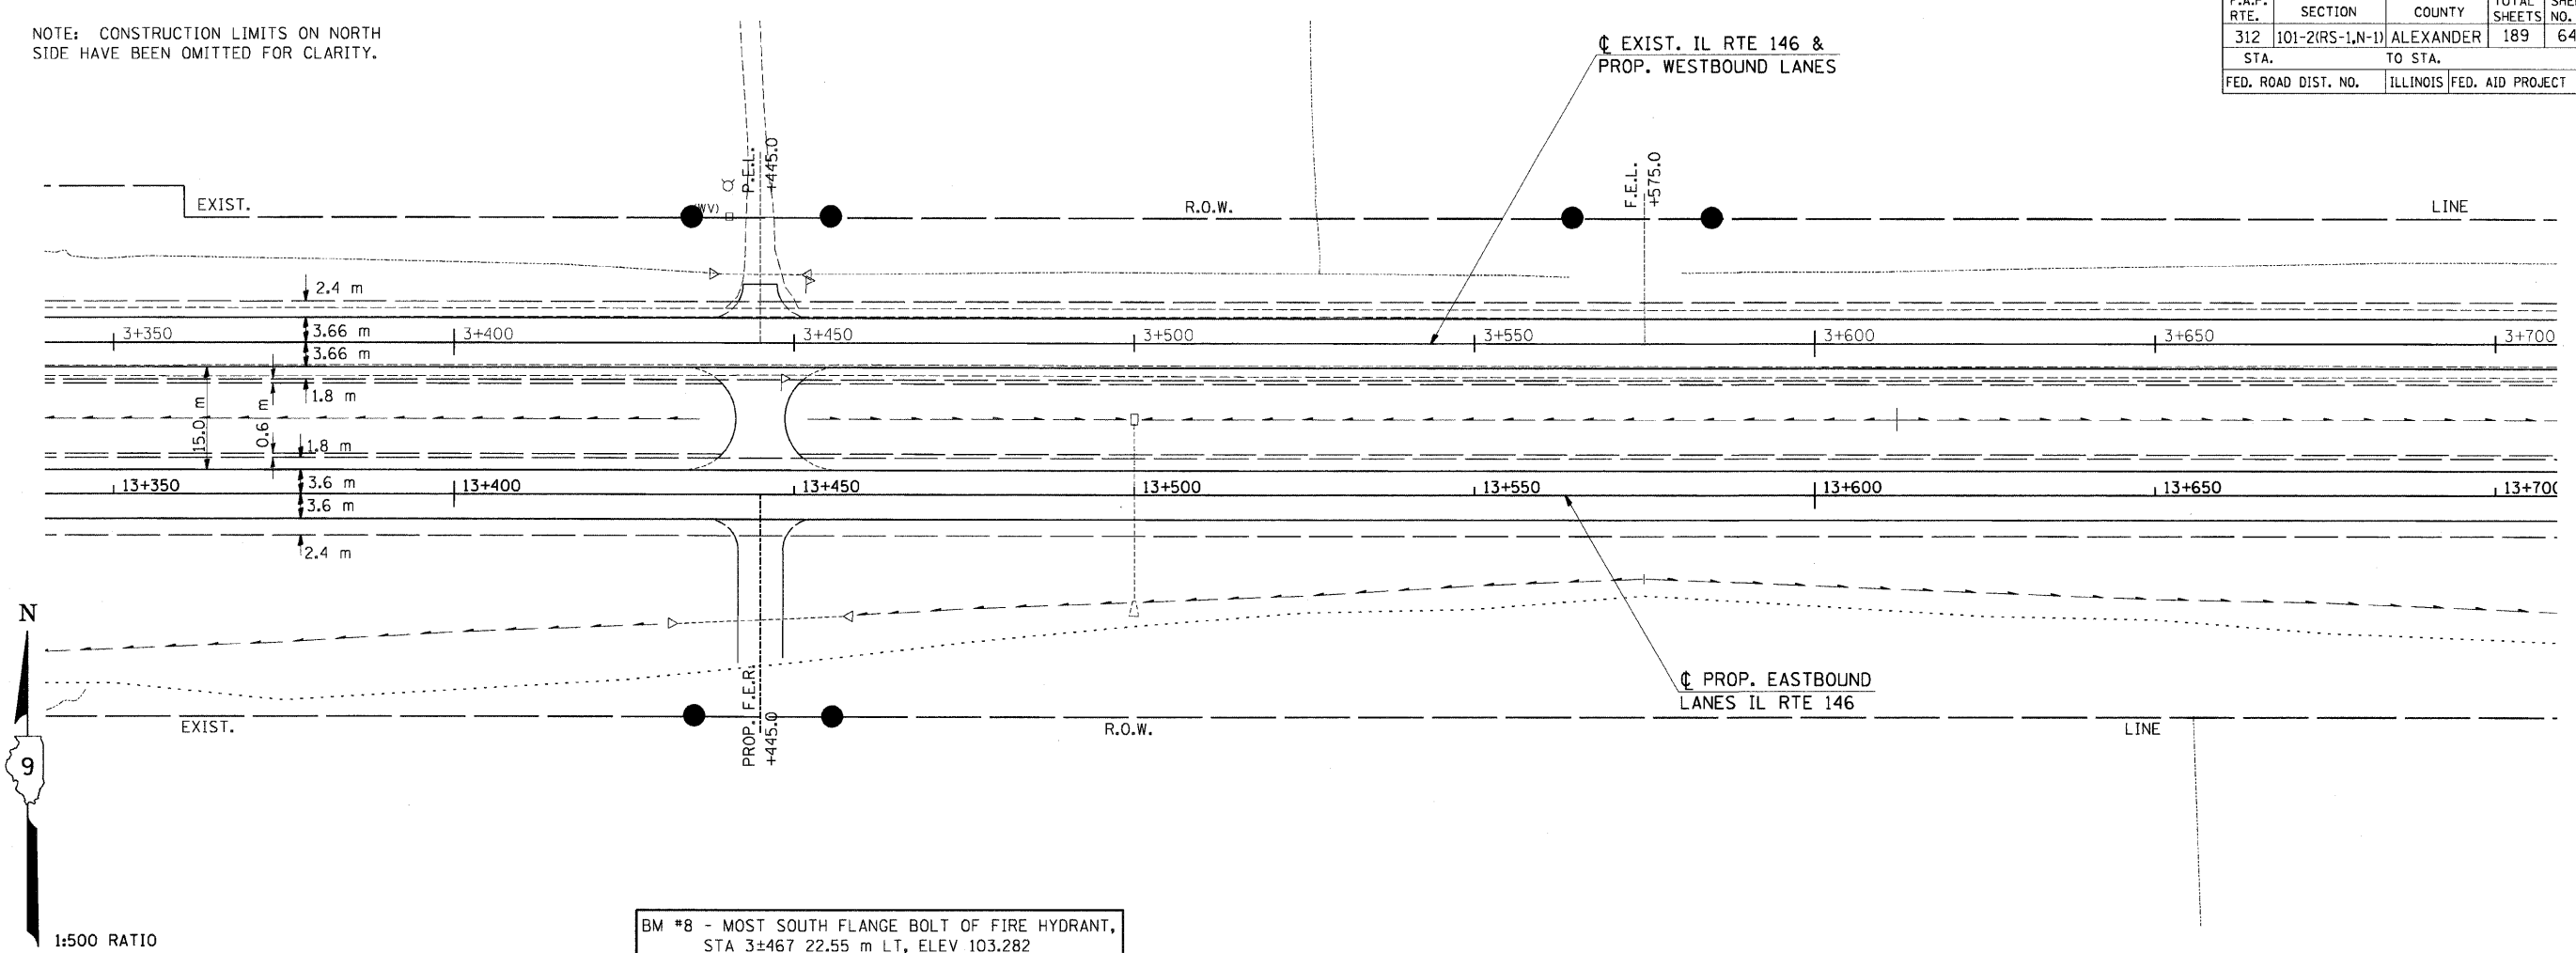 NOTE: CONSTRUCTION LIMITS ON NORTH
SIDE HAVE BEEN OMITTED FOR CLARITY.
F.A.P. RTE. SECTION COUNTY TOTAL SHEETS NO.
312 101-2(RS-1,N-1) ALEXANDER 189 64
STA. TO STA.
FED. ROAD DIST. NO. ILLINOIS FED. AID PROJECT
℄ EXIST. IL RTE 146 &
PROP. WESTBOUND LANES
P.E.L.
+445.0
F.E.L.
+575.0
EXIST. R.O.W. LINE
2.4 m
3.66 m
3+350 3+400 3+450 3+500 3+550 3+600 3+650 3+700
3.66 m
1.8 m
15.0 m
0.6 m
1.8 m
3.6 m
13+350 13+400 13+450 13+500 13+550 13+600 13+650 13+700
3.6 m
2.4 m
℄ PROP. EASTBOUND
LANES IL RTE 146
PROP. F.E.R.
+445.0
EXIST. R.O.W. LINE
N
9
1:500 RATIO
BM #8 - MOST SOUTH FLANGE BOLT OF FIRE HYDRANT,
STA 3±467 22.55 m LT, ELEV 103.282